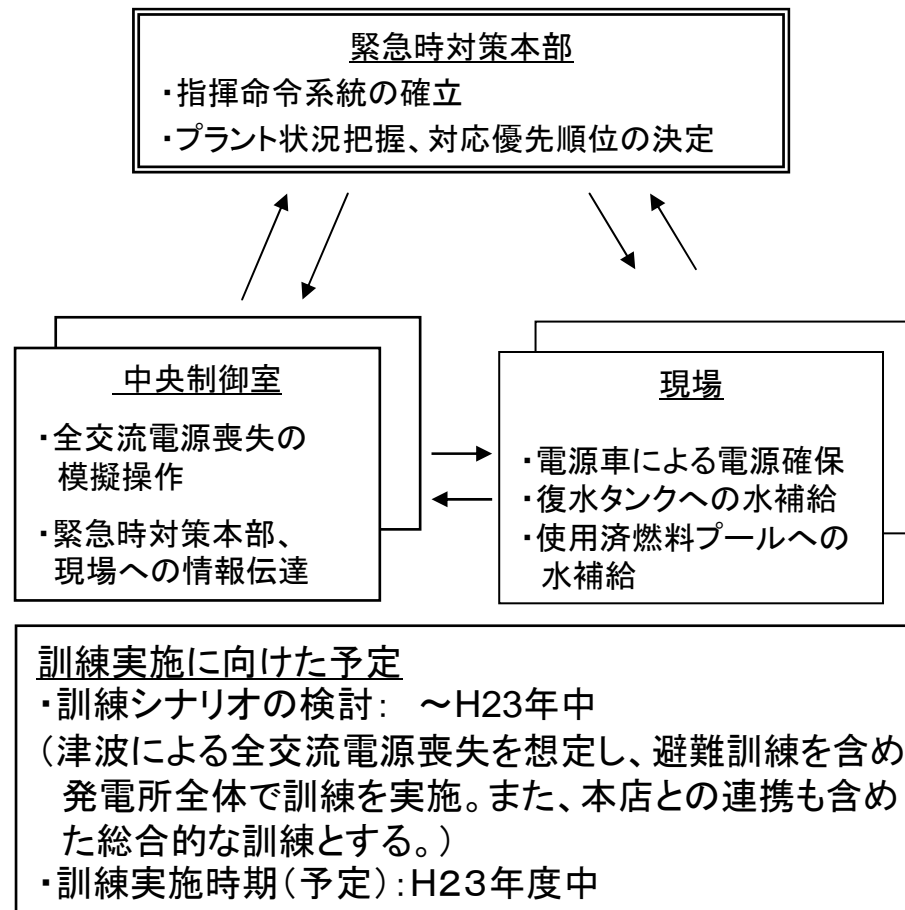 緊急時対策本部
・指揮命令系統の確立
・プラント状況把握、対応優先順位の決定
中央制御室
・全交流電源喪失の
模擬操作
・緊急時対策本部、
現場への情報伝達
現場
・電源車による電源確保
・復水タンクへの水補給
・使用済燃料プールへの
水補給
訓練実施に向けた予定
・訓練シナリオの検討： ～H23年中
（津波による全交流電源喪失を想定し、避難訓練を含め
発電所全体で訓練を実施。また、本店との連携も含め
た総合的な訓練とする。）
・訓練実施時期（予定）：H２３年度中